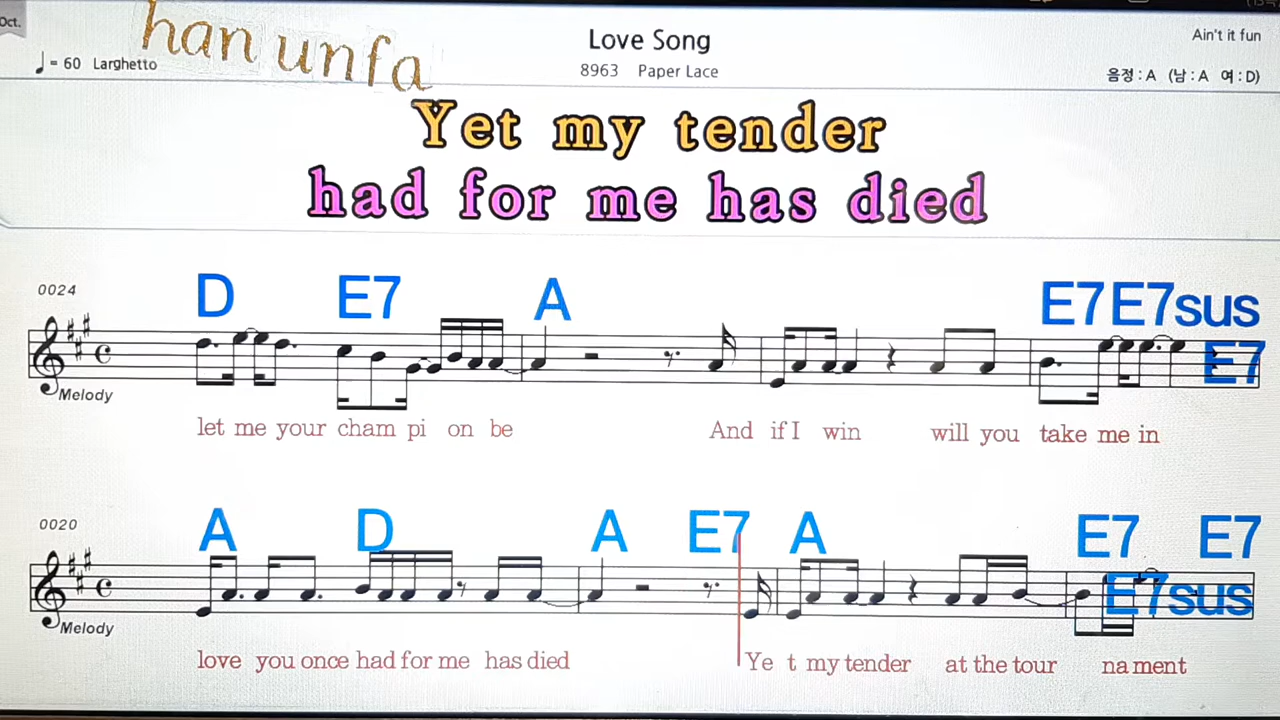 Oct.
han unfa
♩= 60 Larghetto
Love Song
8963 Paper Lace
Ain't it fun
음정 : A (남 : A 여 : D)
Yet my tender
had for me has died
0024
D E7 A E7 E7sus
E7
Melody
let me your cham pi on be And if I win will you take me in
0020
A D A E7 A E7 E7
E7sus
Melody
love you once had for me has died Ye t my tender at the tour na ment